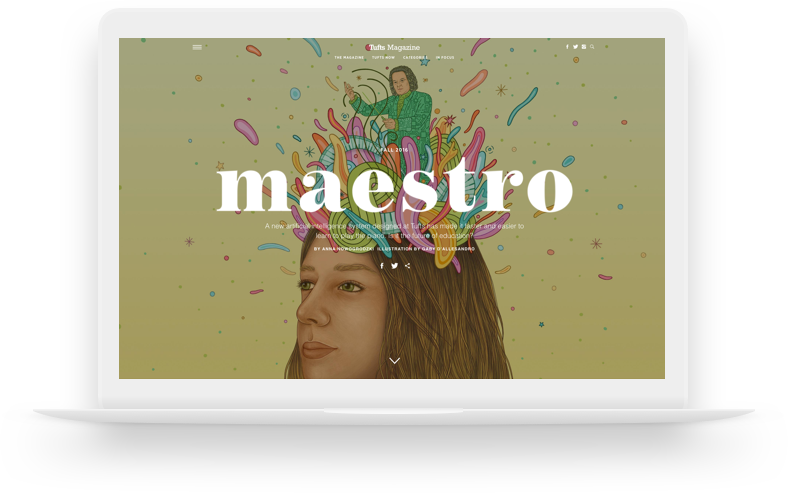 Tufts Magazine
THE MAGAZINE TUFTS NOW CATEGORIES IN FOCUS
FALL 2016
maestro
A new artificial intelligence system designed at Tufts has made it faster and easier to
learn to play the piano. Is it the future of education?
BY ANNA NOWOGRODZKI ILLUSTRATION BY GABY D'ALLESANDRO